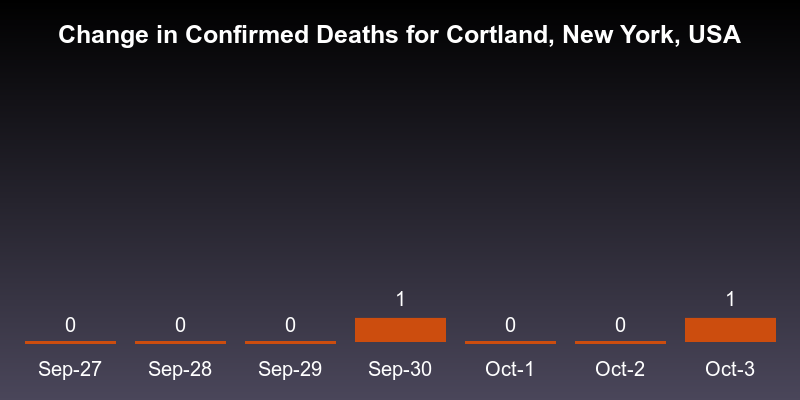 Change in Confirmed Deaths for Cortland, New York, USA
0 0 0 1 0 0 1
Sep-27 Sep-28 Sep-29 Sep-30 Oct-1 Oct-2 Oct-3